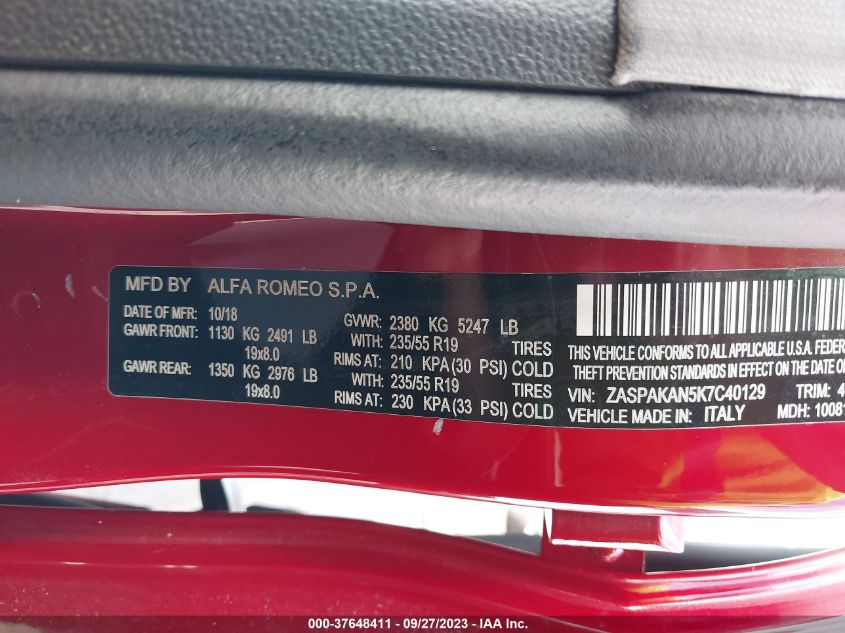 MFD BY ALFA ROMEO S.P.A.
DATE OF MFR: 10/18
GVWR: 2380 KG 5247 LB
GAWR FRONT: 1130 KG 2491 LB
WITH: 235/55 R19 TIRES
19x8.0
RIMS AT: 210 KPA (30 PSI) COLD
GAWR REAR: 1350 KG 2976 LB
WITH: 235/55 R19 TIRES
19x8.0
RIMS AT: 230 KPA (33 PSI) COLD
THIS VEHICLE CONFORMS TO ALL APPLICABLE U.S.A. FEDER
THEFT PREVENTION STANDARDS IN EFFECT ON THE DATE OF
VIN: ZASPAKAN5K7C40129 TRIM: 4
VEHICLE MADE IN: ITALY MDH: 10081
000-37648411 - 09/27/2023 - IAA Inc.